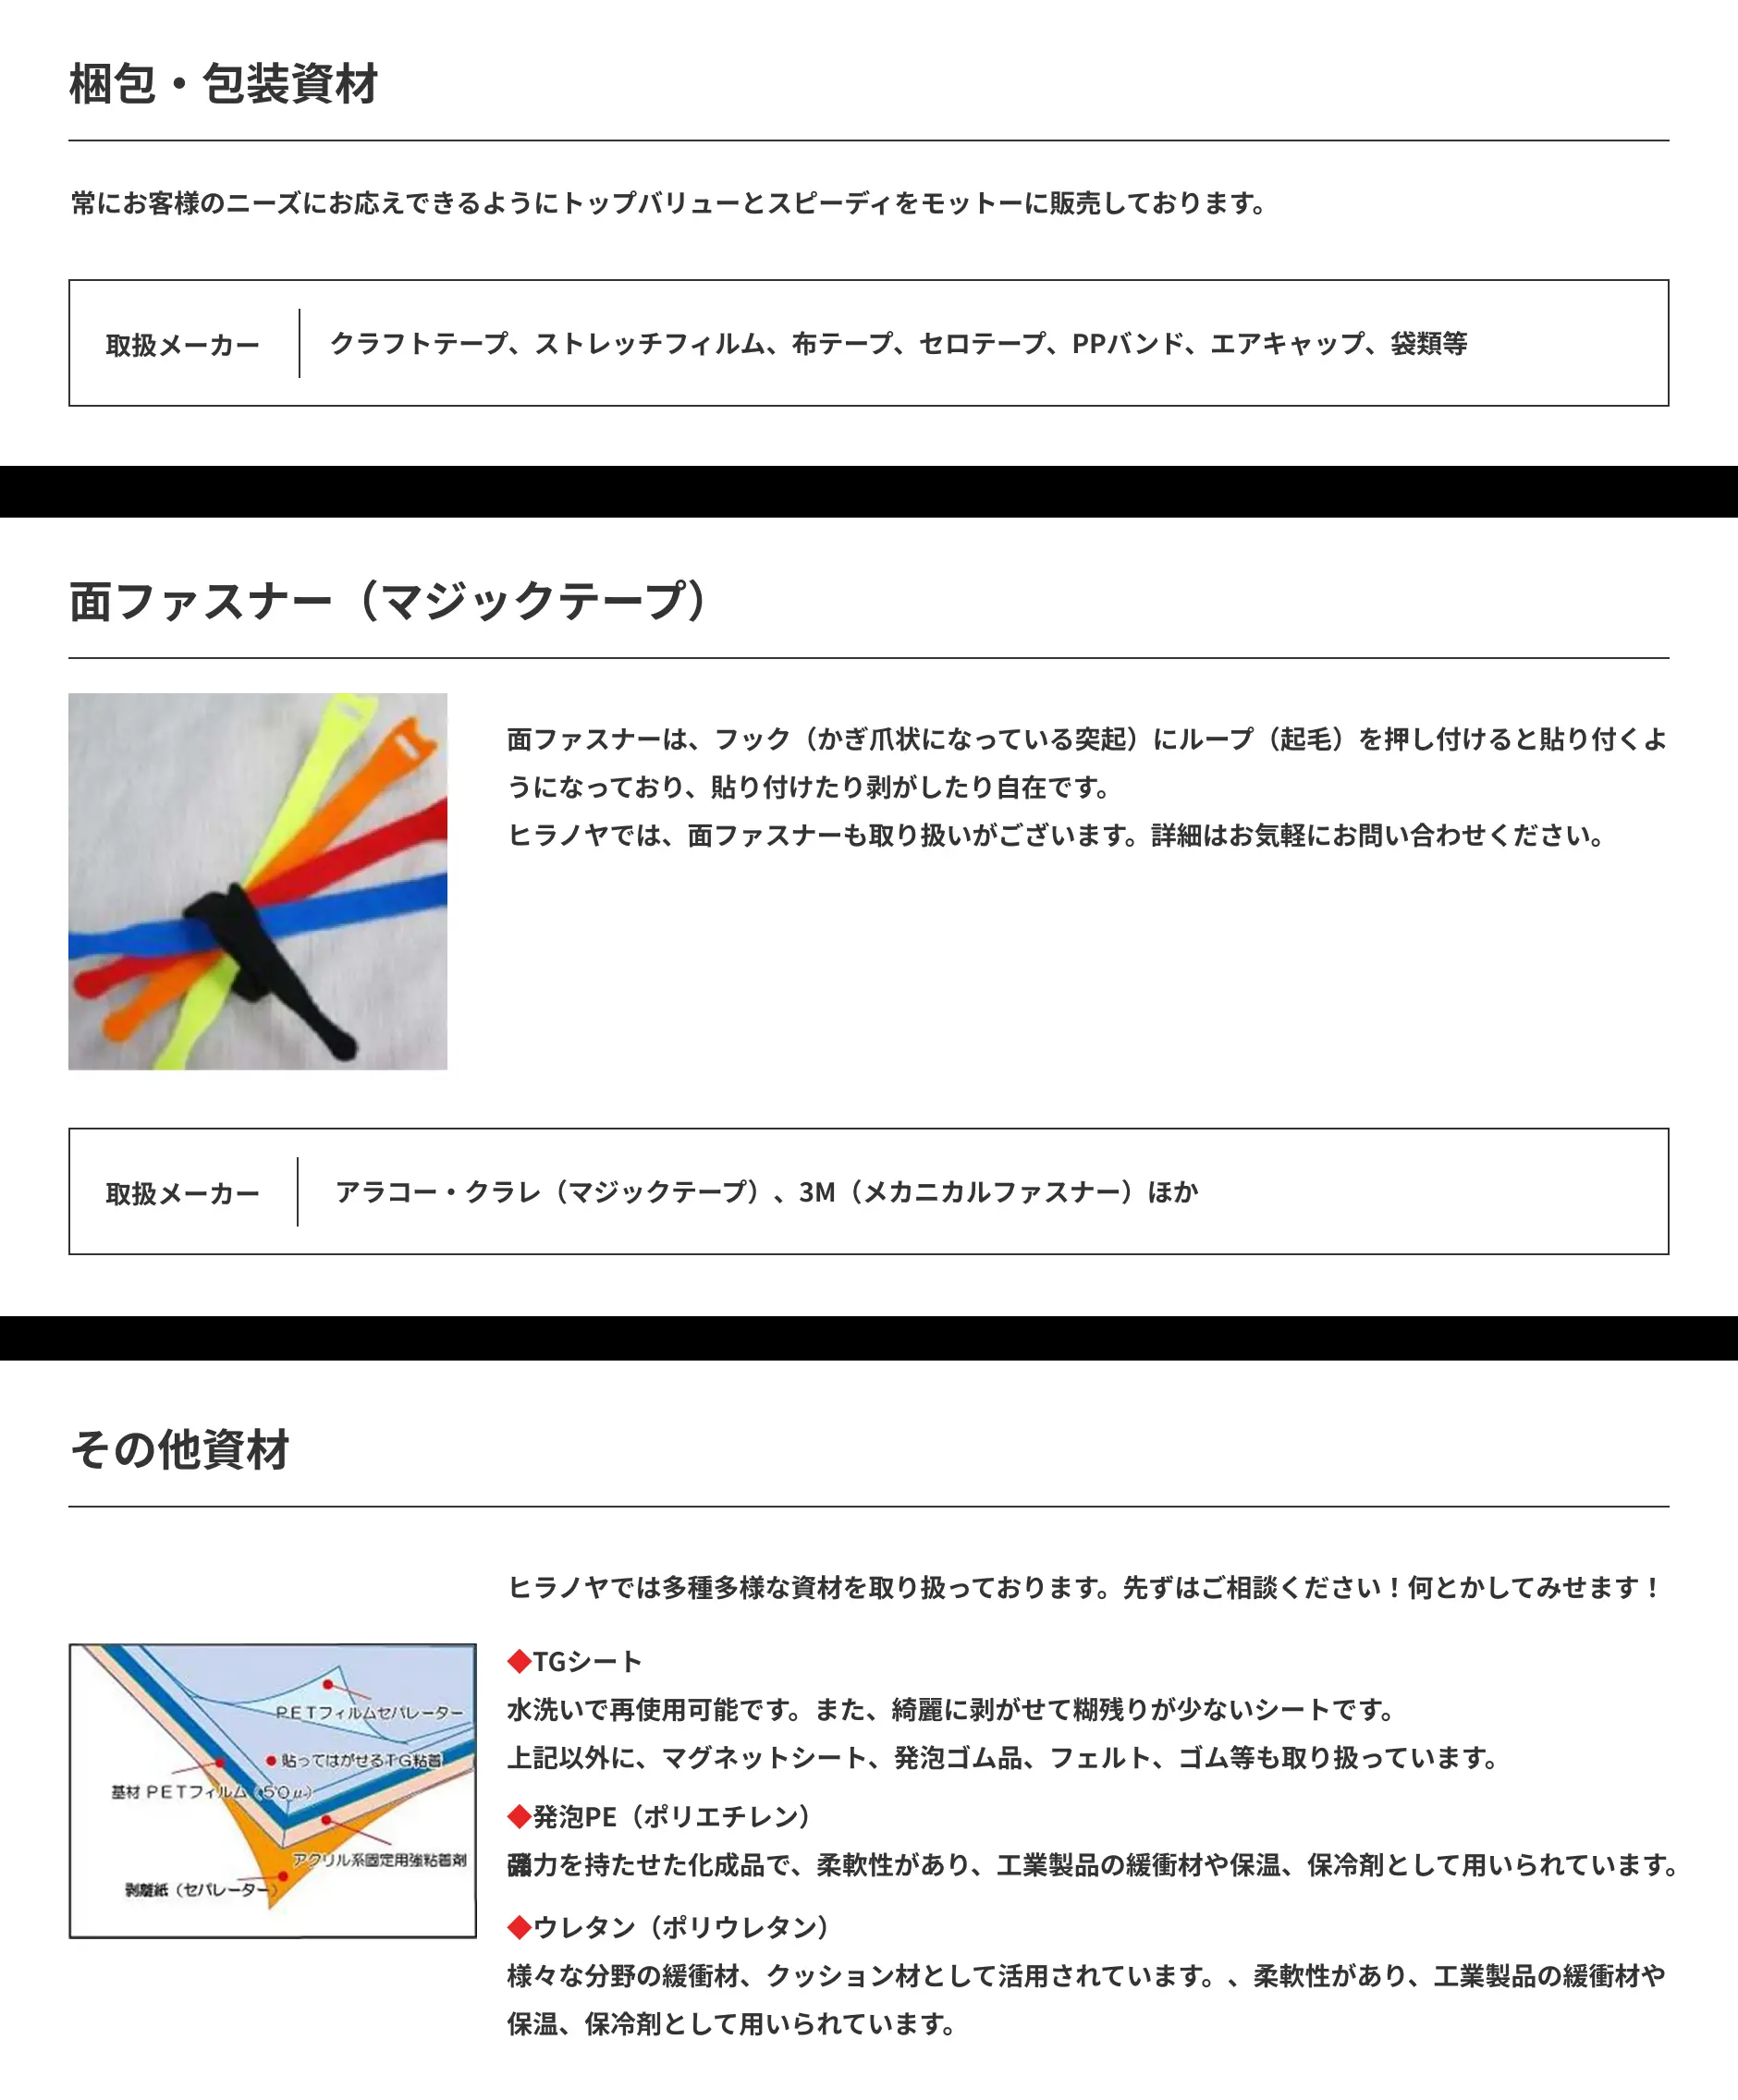 梱包・包装資材
常にお客様のニーズにお応えできるようにトップバリューとスピーディをモットーに販売しております。
取扱メーカー
クラフトテープ、ストレッチフィルム、布テープ、セロテープ、PPバンド、エアキャップ、袋類等
面ファスナー（マジックテープ）
面ファスナーは、フック（かぎ爪状になっている突起）にループ（起毛）を押し付けると貼り付くよ
うになっており、貼り付けたり剥がしたり自在です。
ヒラノヤでは、面ファスナーも取り扱いがございます。詳細はお気軽にお問い合わせください。
取扱メーカー
アラコー・クラレ（マジックテープ）、3M（メカニカルファスナー）ほか
その他資材
ヒラノヤでは多種多様な資材を取り扱っております。先ずはご相談ください！何とかしてみせます！
PETフィルムセパレーター
貼ってはがせるTG粘着
基材 PETフィルム（50μ）
アクリル系固定用強粘着剤
剥離紙（セパレーター）
◆TGシート
水洗いで再使用可能です。また、綺麗に剥がせて糊残りが少ないシートです。
上記以外に、マグネットシート、発泡ゴム品、フェルト、ゴム等も取り扱っています。
◆発泡PE（ポリエチレン）
力を持たせた化成品で、柔軟性があり、工業製品の緩衝材や保温、保冷剤として用いられています。
◆ウレタン（ポリウレタン）
様々な分野の緩衝材、クッション材として活用されています。、柔軟性があり、工業製品の緩衝材や
保温、保冷剤として用いられています。